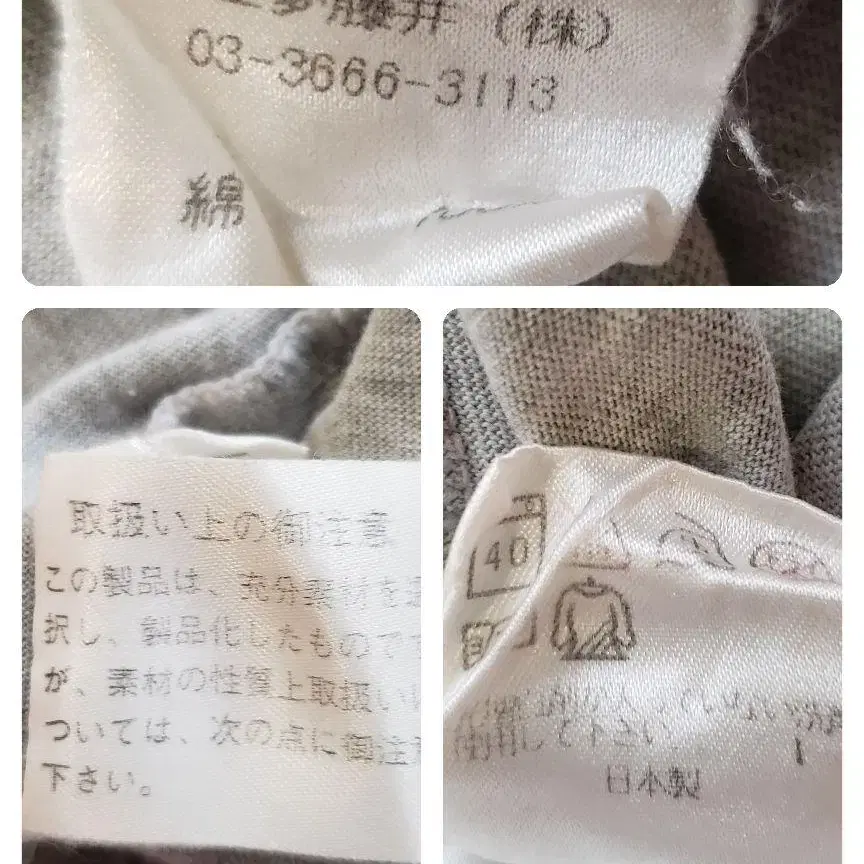 藤井（株）
03-3666-3113
綿
取扱い上の御注意
この製品は、充分素材を選
択し、製品化したものです
が、素材の性質上取扱いに
ついては、次の点に御注意
下さい。
40
日本製